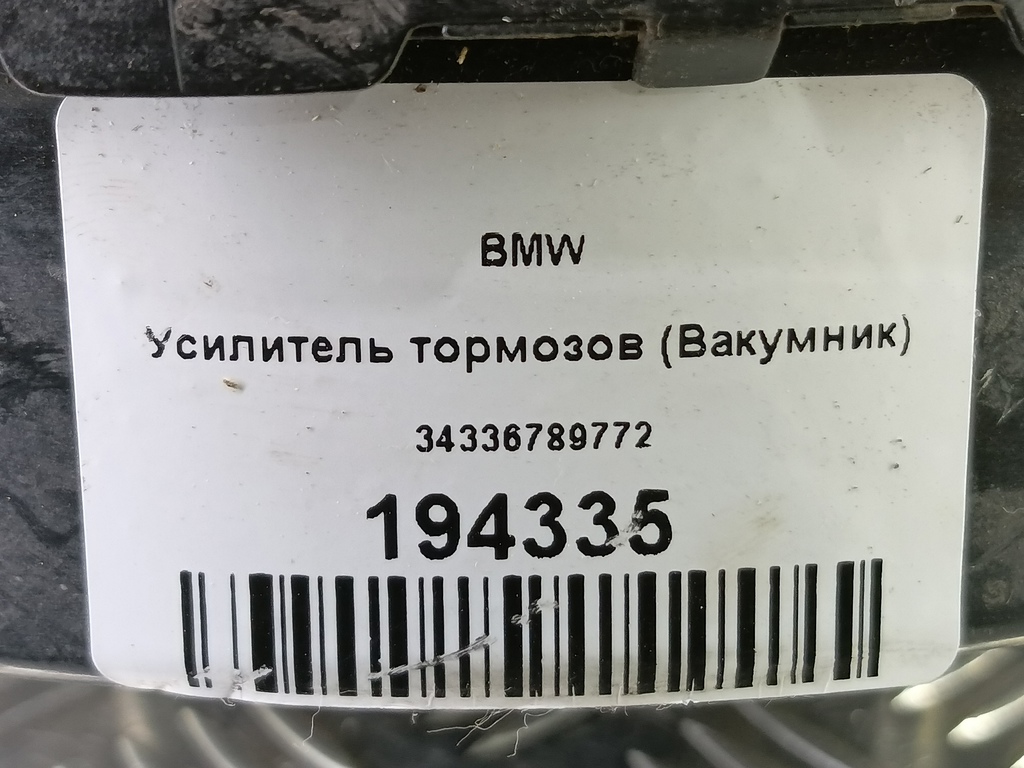 BMW
Усилитель тормозов (Вакумник)
34336789772
194335